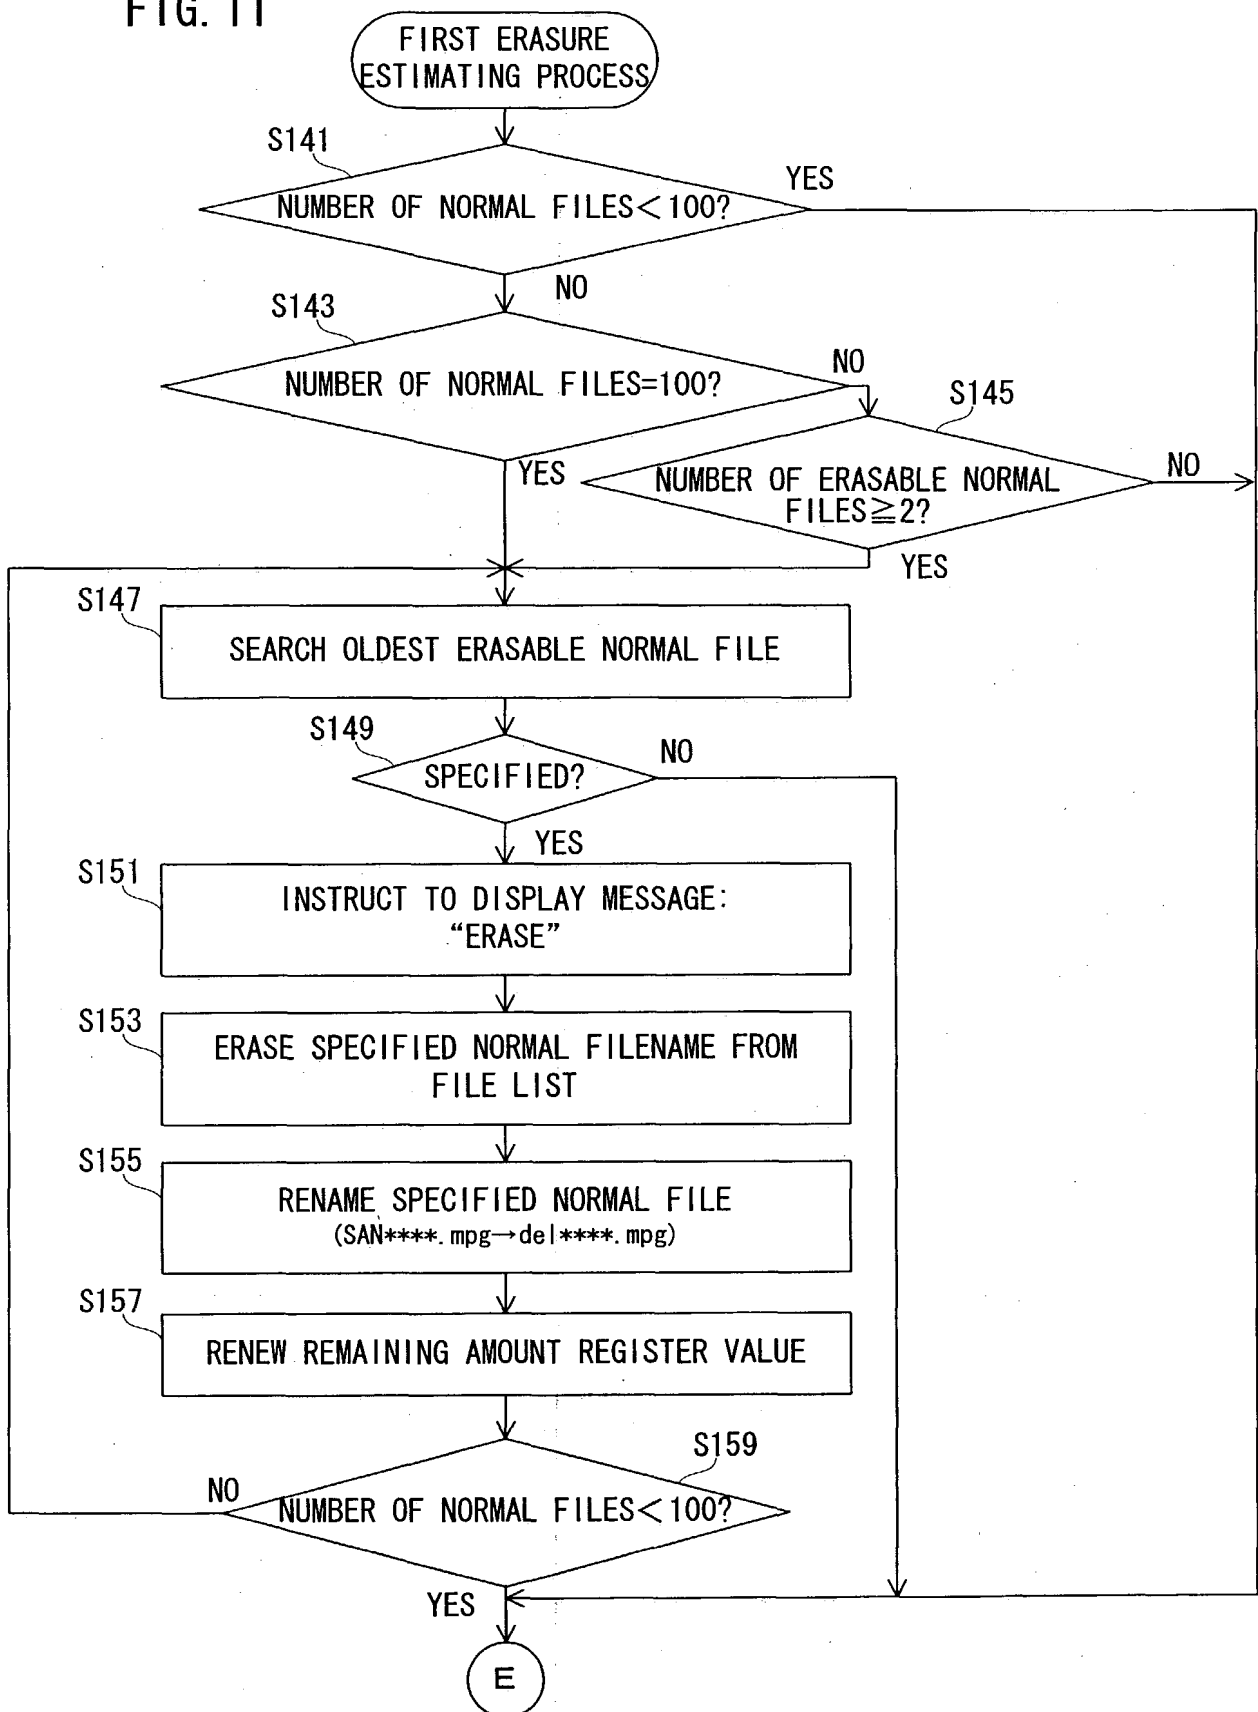 FIG. 11
FIRST ERASURE
ESTIMATING PROCESS
S141
YES
NUMBER OF NORMAL FILES<100?
NO
S143
NUMBER OF NORMAL FILES=100?
NO
S145
YES
NUMBER OF ERASABLE NORMAL
FILES≧2?
NO
YES
S147
SEARCH OLDEST ERASABLE NORMAL FILE
S149
SPECIFIED?
NO
YES
S151
INSTRUCT TO DISPLAY MESSAGE:
“ERASE”
S153
ERASE SPECIFIED NORMAL FILENAME FROM
FILE LIST
S155
RENAME SPECIFIED NORMAL FILE
(SAN****.mpg→del****.mpg)
S157
RENEW REMAINING AMOUNT REGISTER VALUE
S159
NO
NUMBER OF NORMAL FILES<100?
YES
E